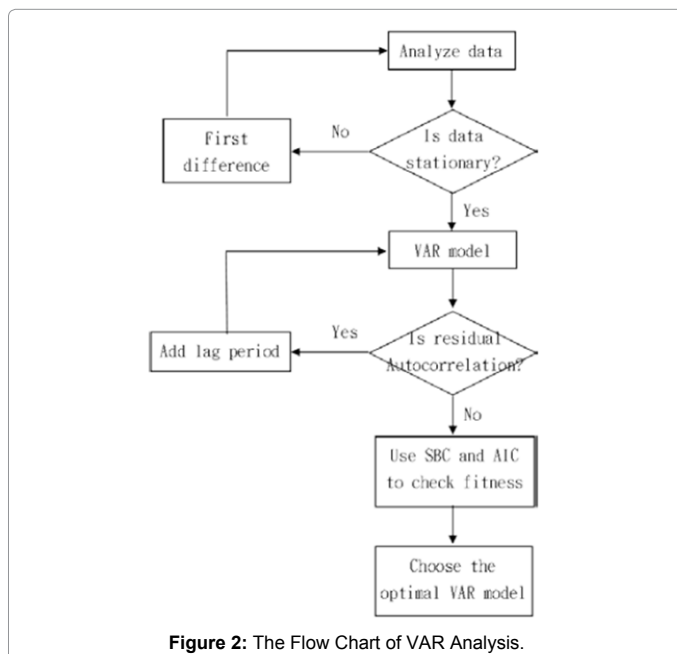 Analyze data
First
difference
No
Is data
stationary?
Yes
VAR model
Add lag period
Yes
Is residual
Autocorrelation?
No
Use SBC and AIC
to check fitness
Choose the
optimal VAR model
Figure 2: The Flow Chart of VAR Analysis.